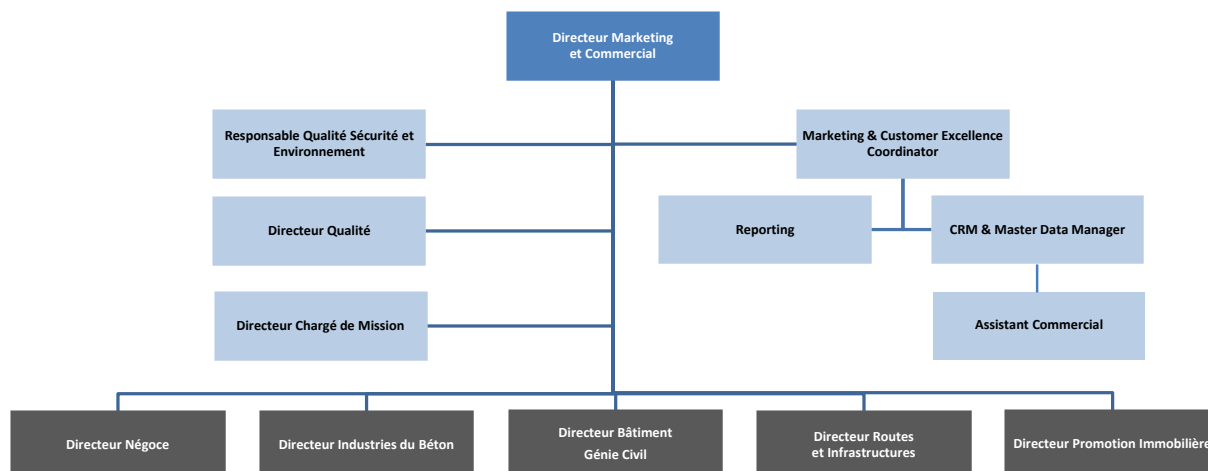 Directeur Marketing
et Commercial
Responsable Qualité Sécurité et
Environnement
Marketing & Customer Excellence
Coordinator
Directeur Qualité
Reporting
CRM & Master Data Manager
Directeur Chargé de Mission
Assistant Commercial
Directeur Négoce
Directeur Industries du Béton
Directeur Bâtiment
Génie Civil
Directeur Routes
et Infrastructures
Directeur Promotion Immobilière